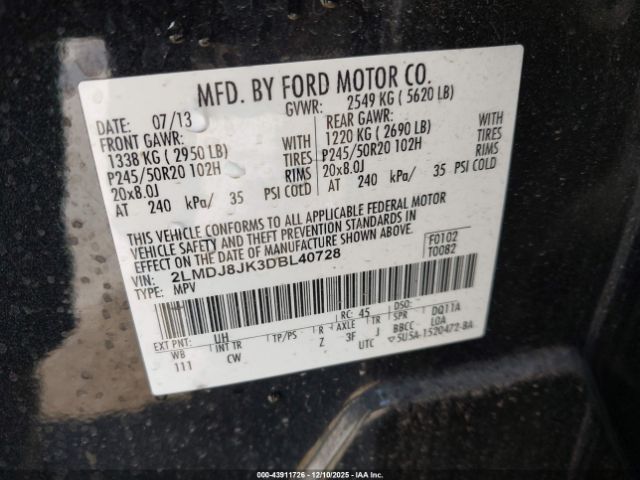 MFD. BY FORD MOTOR CO.
DATE: 07/13 GVWR: 2549 KG ( 5620 LB)
FRONT GAWR: REAR GAWR:
1338 KG ( 2950 LB) WITH 1220 KG ( 2690 LB) WITH
P245/50R20 102H TIRES P245/50R20 102H TIRES
20x8.0J RIMS 20x8.0J RIMS
AT 240 kPa/ 35 PSI COLD AT 240 kPa/ 35 PSI COLD
THIS VEHICLE CONFORMS TO ALL APPLICABLE FEDERAL MOTOR
VEHICLE SAFETY AND THEFT PREVENTION STANDARDS IN
EFFECT ON THE DATE OF MANUFACTURE SHOWN ABOVE. F0102
VIN: 2LMDJ8JK3DBL40728 T0082
TYPE: MPV
EXT PNT: UH RC: 45 DSO: DQ11A
WB INT TR TP/PS R AXLE TR SPR LGA
111 CW Z 3F J BBCC
UTC 5U5A-1520472-BA
000-43911726 - 12/10/2025 - IAA Inc.